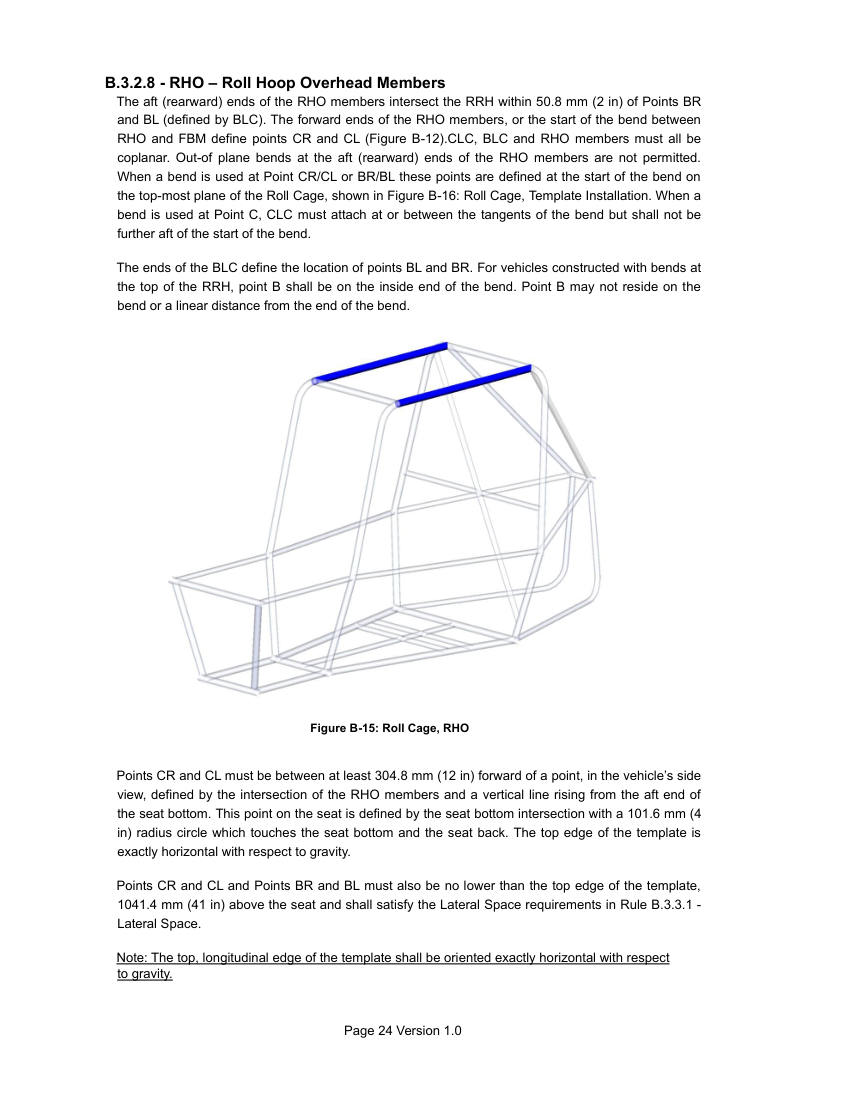 B.3.2.8 - RHO – Roll Hoop Overhead Members
The aft (rearward) ends of the RHO members intersect the RRH within 50.8 mm (2 in) of Points BR
and BL (defined by BLC). The forward ends of the RHO members, or the start of the bend between
RHO and FBM define points CR and CL (Figure B-12).CLC, BLC and RHO members must all be
coplanar. Out-of plane bends at the aft (rearward) ends of the RHO members are not permitted.
When a bend is used at Point CR/CL or BR/BL these points are defined at the start of the bend on
the top-most plane of the Roll Cage, shown in Figure B-16: Roll Cage, Template Installation. When a
bend is used at Point C, CLC must attach at or between the tangents of the bend but shall not be
further aft of the start of the bend.
The ends of the BLC define the location of points BL and BR. For vehicles constructed with bends at
the top of the RRH, point B shall be on the inside end of the bend. Point B may not reside on the
bend or a linear distance from the end of the bend.
Figure B-15: Roll Cage, RHO
Points CR and CL must be between at least 304.8 mm (12 in) forward of a point, in the vehicle's side
view, defined by the intersection of the RHO members and a vertical line rising from the aft end of
the seat bottom. This point on the seat is defined by the seat bottom intersection with a 101.6 mm (4
in) radius circle which touches the seat bottom and the seat back. The top edge of the template is
exactly horizontal with respect to gravity.
Points CR and CL and Points BR and BL must also be no lower than the top edge of the template,
1041.4 mm (41 in) above the seat and shall satisfy the Lateral Space requirements in Rule B.3.3.1 -
Lateral Space.
Note: The top, longitudinal edge of the template shall be oriented exactly horizontal with respect
to gravity.
Page 24 Version 1.0